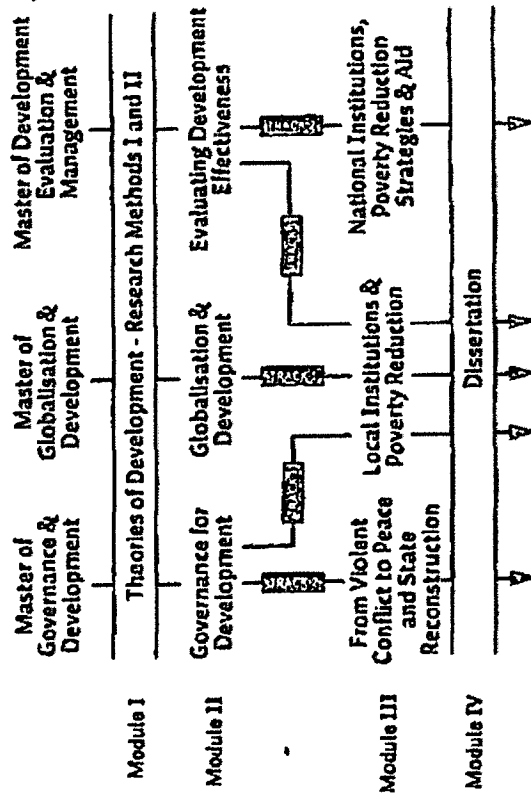 Master of
Governance &
Development
Master of
Globalisation &
Development
Master of Development
Evaluation &
Management
Module I
Theories of Development - Research Methods I and II
Module II
Governance for
Development
Globalisation &
Development
Evaluating Development
Effectiveness
Module III
From Violent
Conflict to Peace
and State
Reconstruction
Local Institutions &
Poverty Reduction
National Institutions,
Poverty Reduction
Strategies & Aid
Module IV
Dissertation